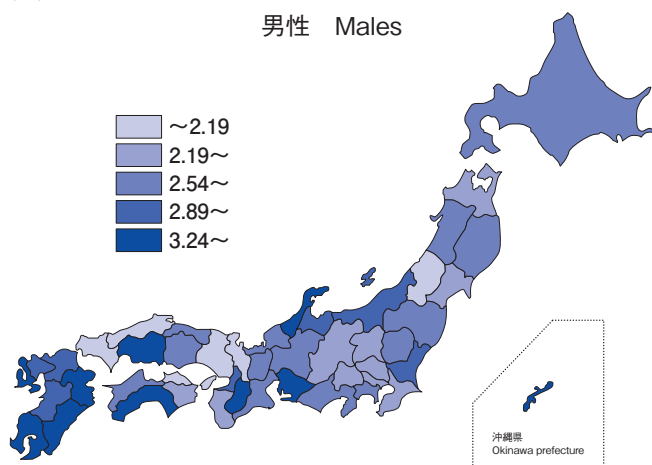 男性　Males
～2.19
2.19～
2.54～
2.89～
3.24～
沖縄県
Okinawa prefecture